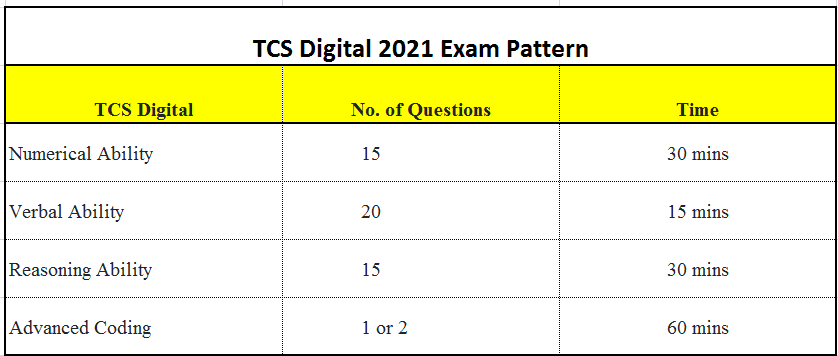 TCS Digital 2021 Exam Pattern
TCS Digital No. of Questions Time
Numerical Ability 15 30 mins
Verbal Ability 20 15 mins
Reasoning Ability 15 30 mins
Advanced Coding 1 or 2 60 mins